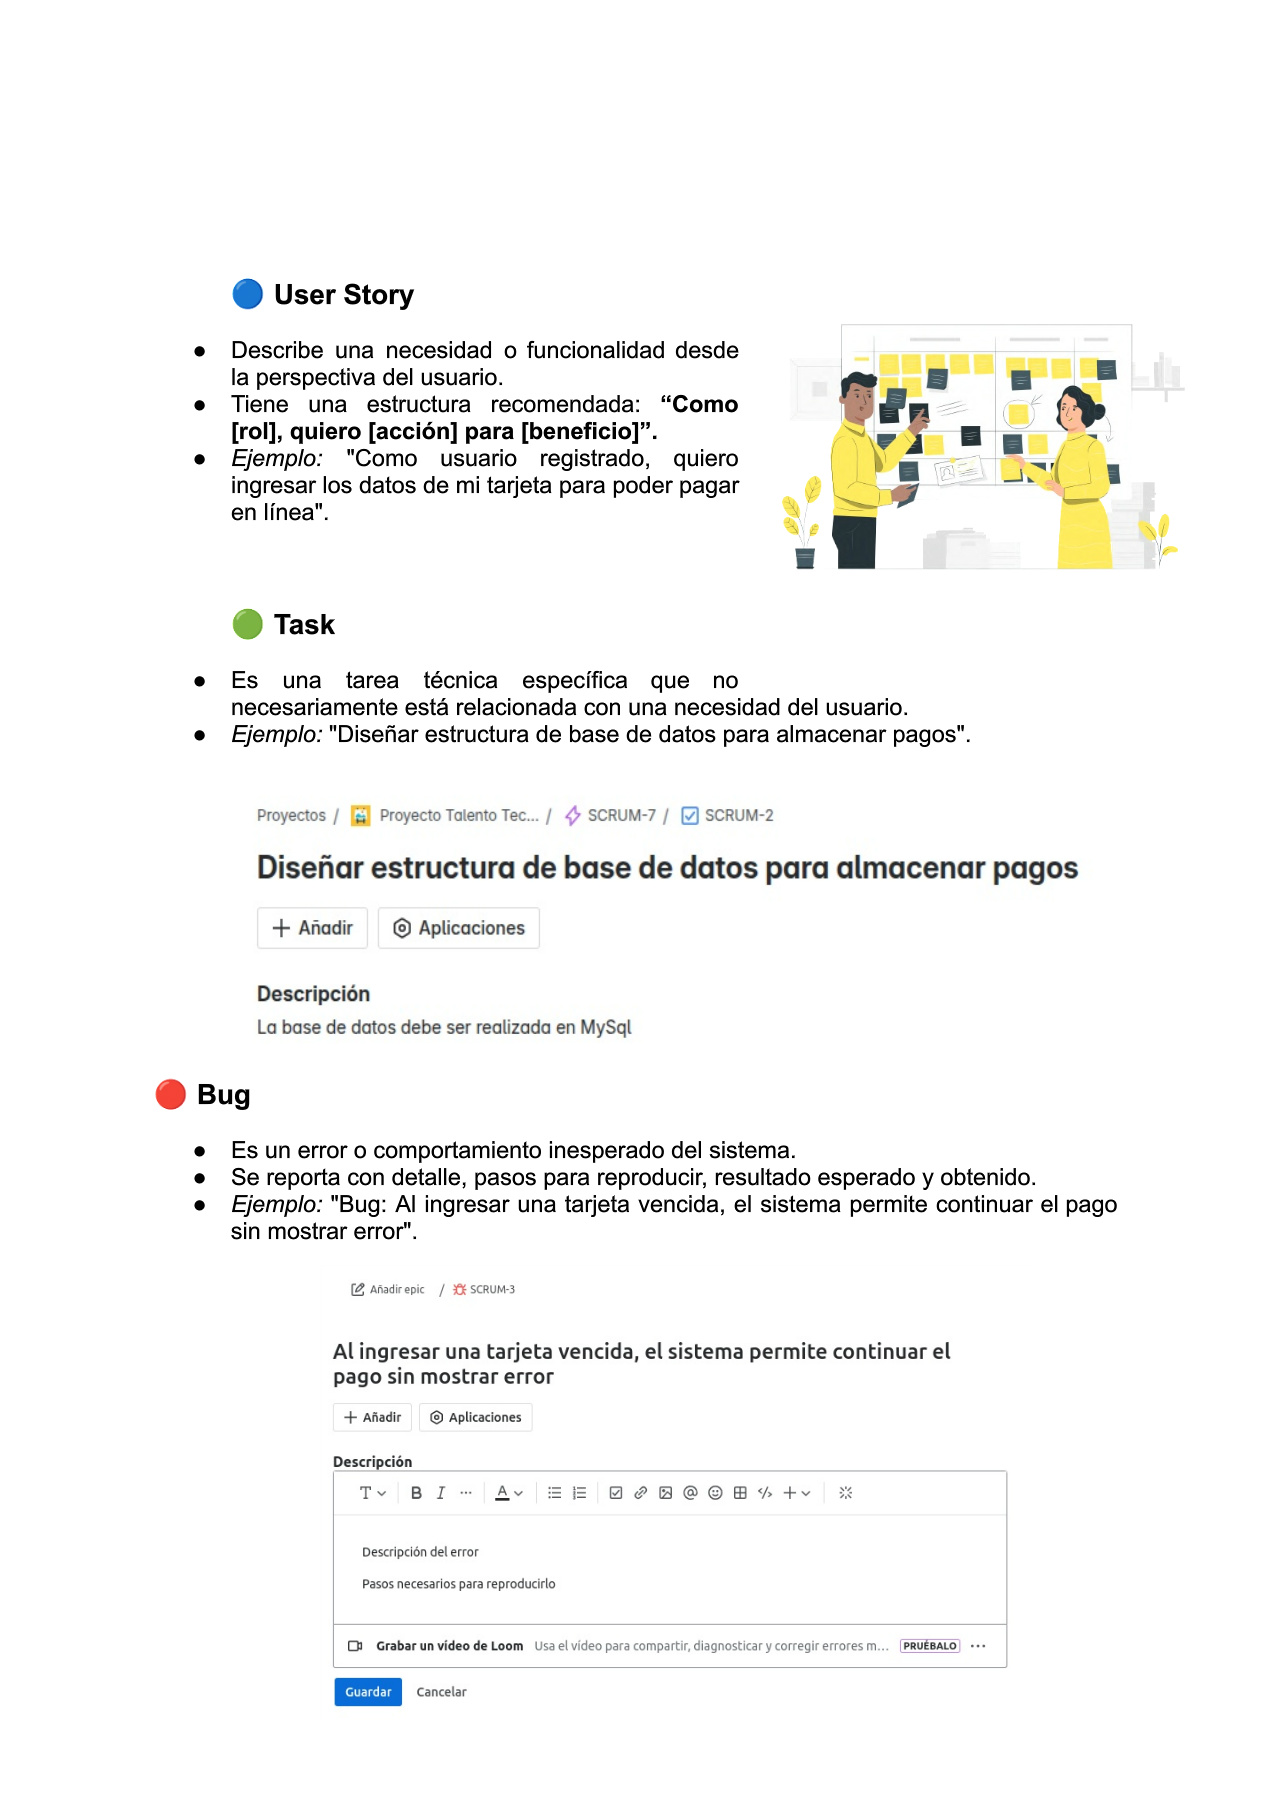 🔵 User Story
● Describe una necesidad o funcionalidad desde
la perspectiva del usuario.
● Tiene una estructura recomendada: “Como
[rol], quiero [acción] para [beneficio]”.
● Ejemplo: "Como usuario registrado, quiero
ingresar los datos de mi tarjeta para poder pagar
en línea".
🟢 Task
● Es una tarea técnica específica que no
necesariamente está relacionada con una necesidad del usuario.
● Ejemplo: "Diseñar estructura de base de datos para almacenar pagos".
Proyectos / Proyecto Talento Tec... / SCRUM-7 / SCRUM-2
Diseñar estructura de base de datos para almacenar pagos
+ Añadir Aplicaciones
Descripción
La base de datos debe ser realizada en MySql
🔴 Bug
● Es un error o comportamiento inesperado del sistema.
● Se reporta con detalle, pasos para reproducir, resultado esperado y obtenido.
● Ejemplo: "Bug: Al ingresar una tarjeta vencida, el sistema permite continuar el pago
sin mostrar error".
Añadir epic / SCRUM-3
Al ingresar una tarjeta vencida, el sistema permite continuar el
pago sin mostrar error
+ Añadir Aplicaciones
Descripción
T B I ... A @ </> +
Descripción del error
Pasos necesarios para reproducirlo
Grabar un vídeo de Loom Usa el vídeo para compartir, diagnosticar y corregir errores m... PRUÉBALO ...
Guardar Cancelar